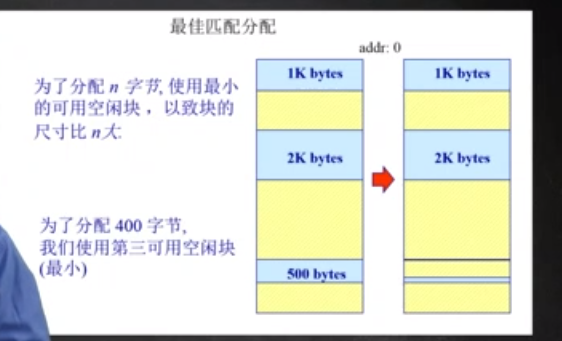 最佳匹配分配
addr: 0
为了分配 n 字节, 使用最小
的可用空闲块，以致块的
尺寸比 n大:
为了分配 400 字节,
我们使用第三可用空闲块
(最小)
1K bytes
2K bytes
500 bytes
1K bytes
2K bytes